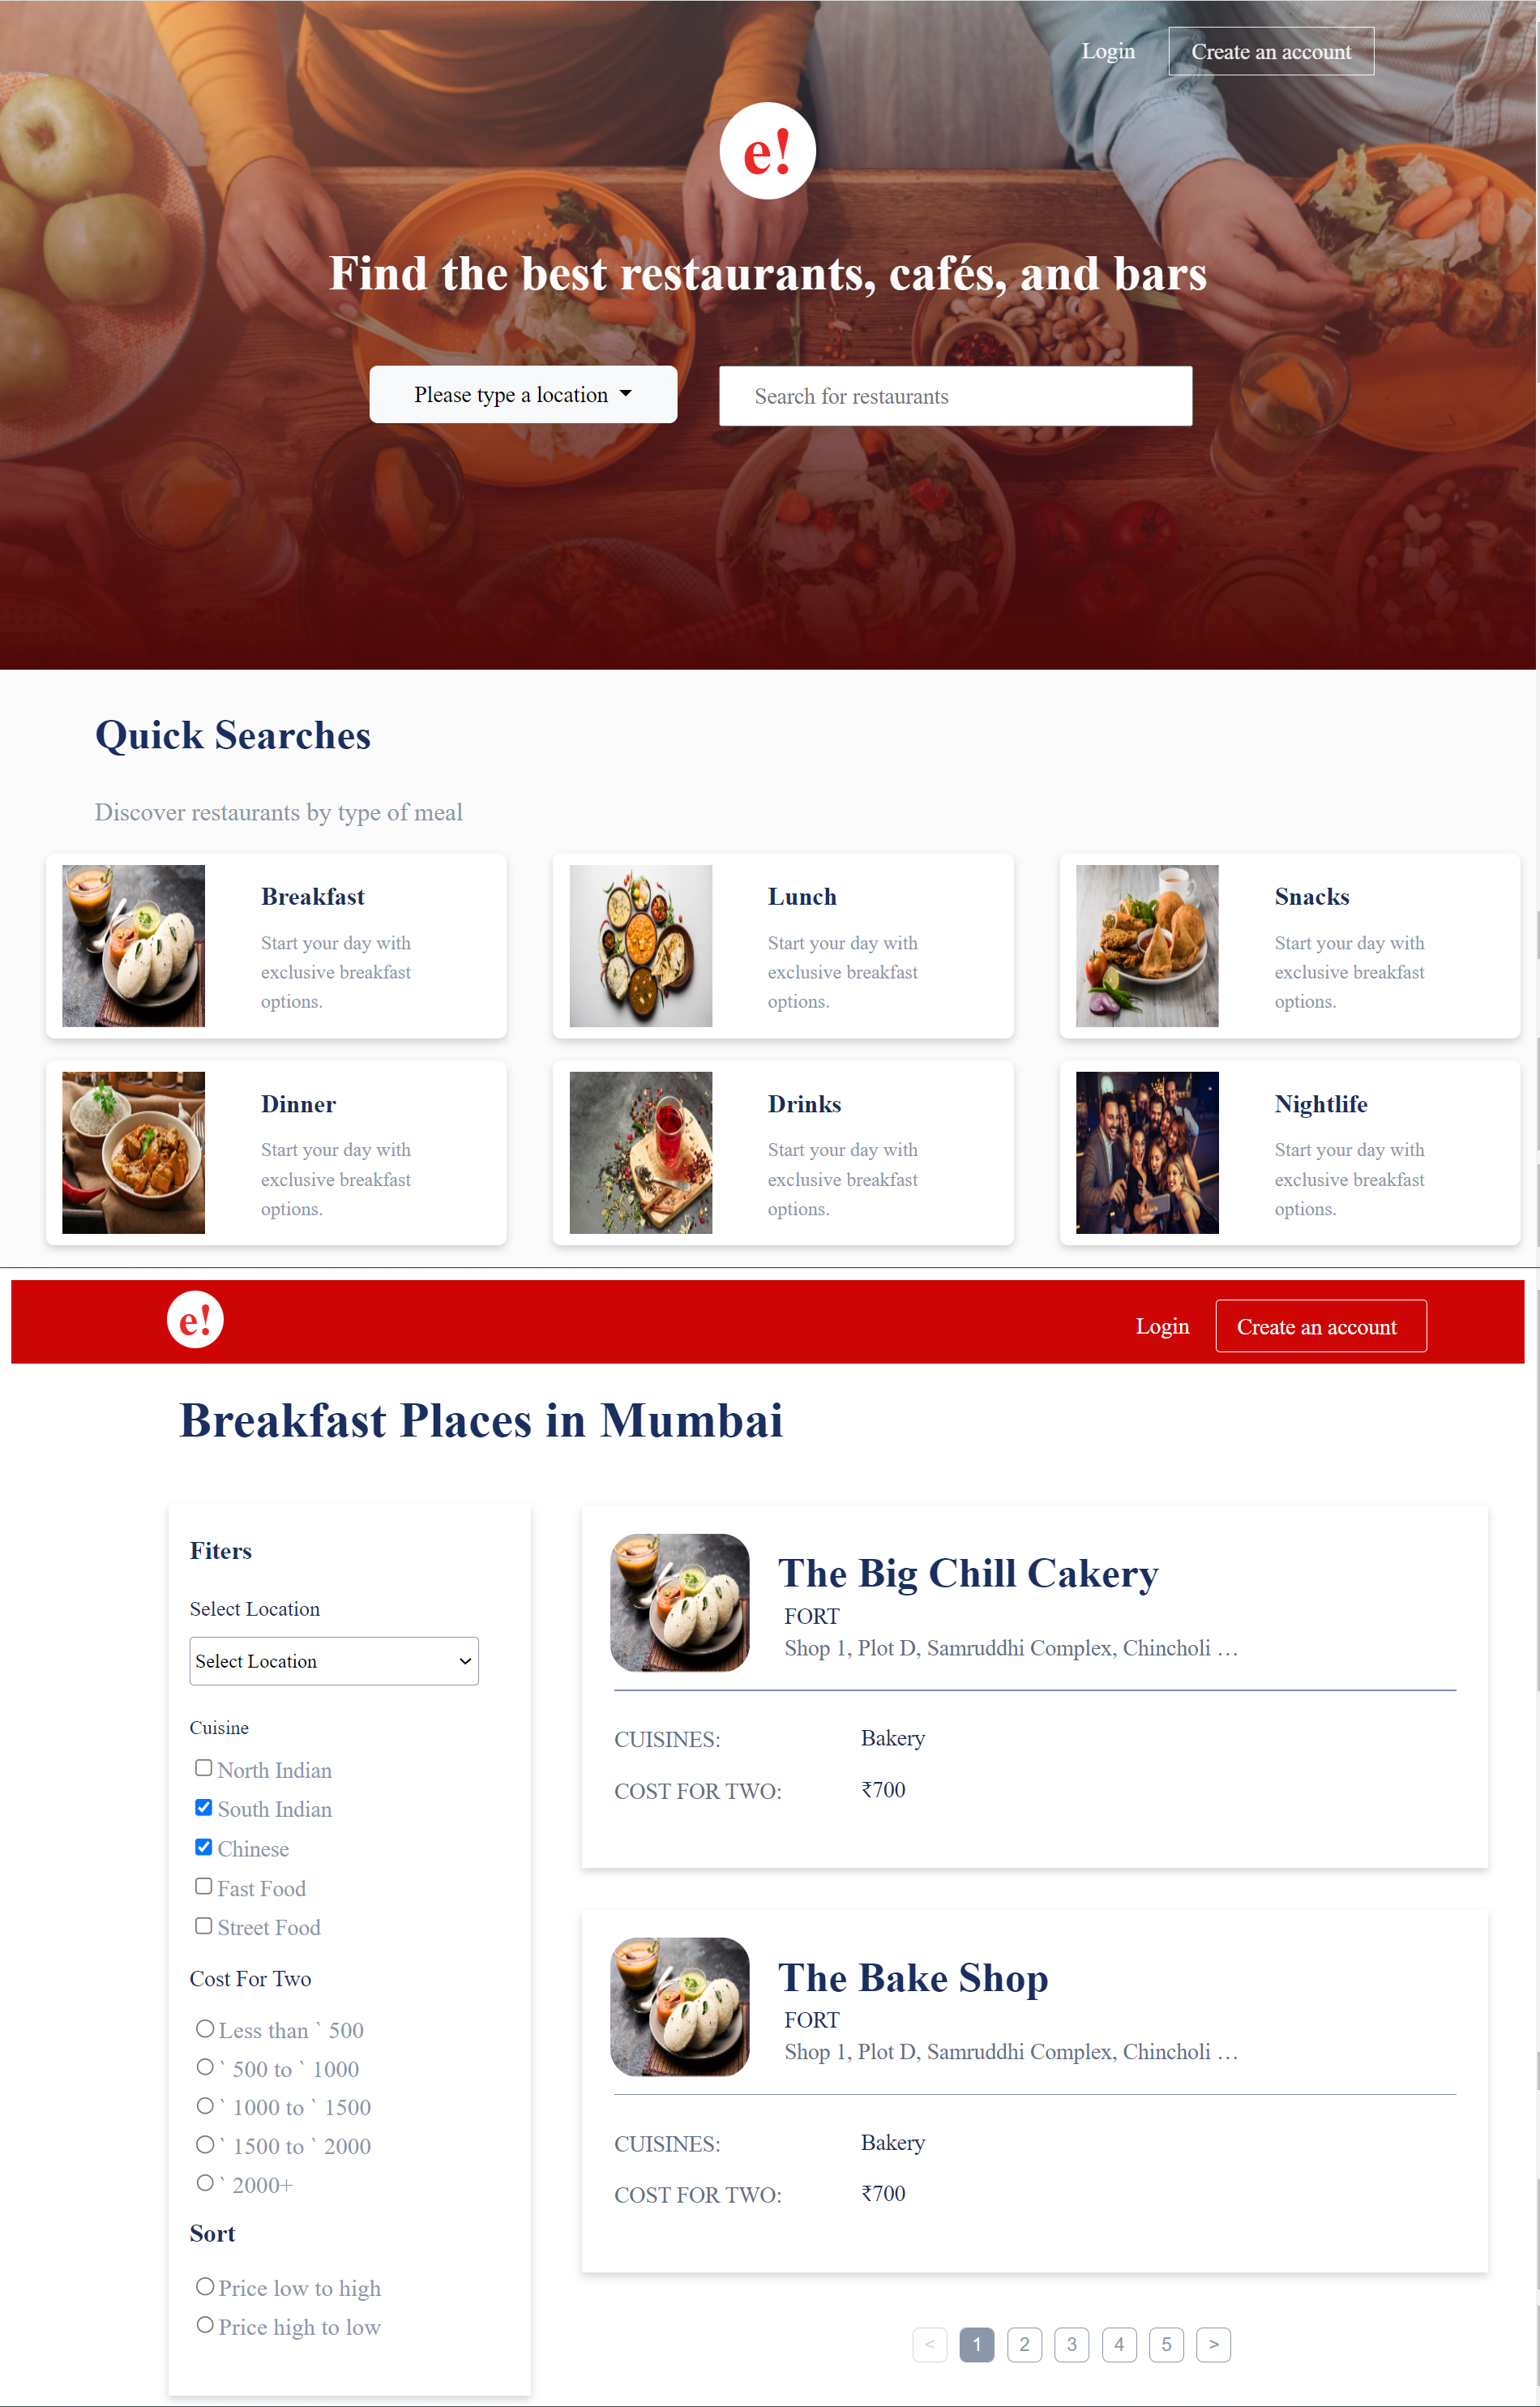 Login
Create an account
e!
Find the best restaurants, cafés, and bars
Please type a location
Search for restaurants
Quick Searches
Discover restaurants by type of meal
Breakfast
Start your day with
exclusive breakfast
options.
Lunch
Start your day with
exclusive breakfast
options.
Snacks
Start your day with
exclusive breakfast
options.
Dinner
Start your day with
exclusive breakfast
options.
Drinks
Start your day with
exclusive breakfast
options.
Nightlife
Start your day with
exclusive breakfast
options.
e!
Login
Create an account
Breakfast Places in Mumbai
Fiters
Select Location
Select Location
Cuisine
North Indian
South Indian
Chinese
Fast Food
Street Food
Cost For Two
Less than ` 500
` 500 to ` 1000
` 1000 to ` 1500
` 1500 to ` 2000
` 2000+
Sort
Price low to high
Price high to low
The Big Chill Cakery
FORT
Shop 1, Plot D, Samruddhi Complex, Chincholi …
CUISINES: Bakery
COST FOR TWO: ₹700
The Bake Shop
FORT
Shop 1, Plot D, Samruddhi Complex, Chincholi …
CUISINES: Bakery
COST FOR TWO: ₹700
< 1 2 3 4 5 >